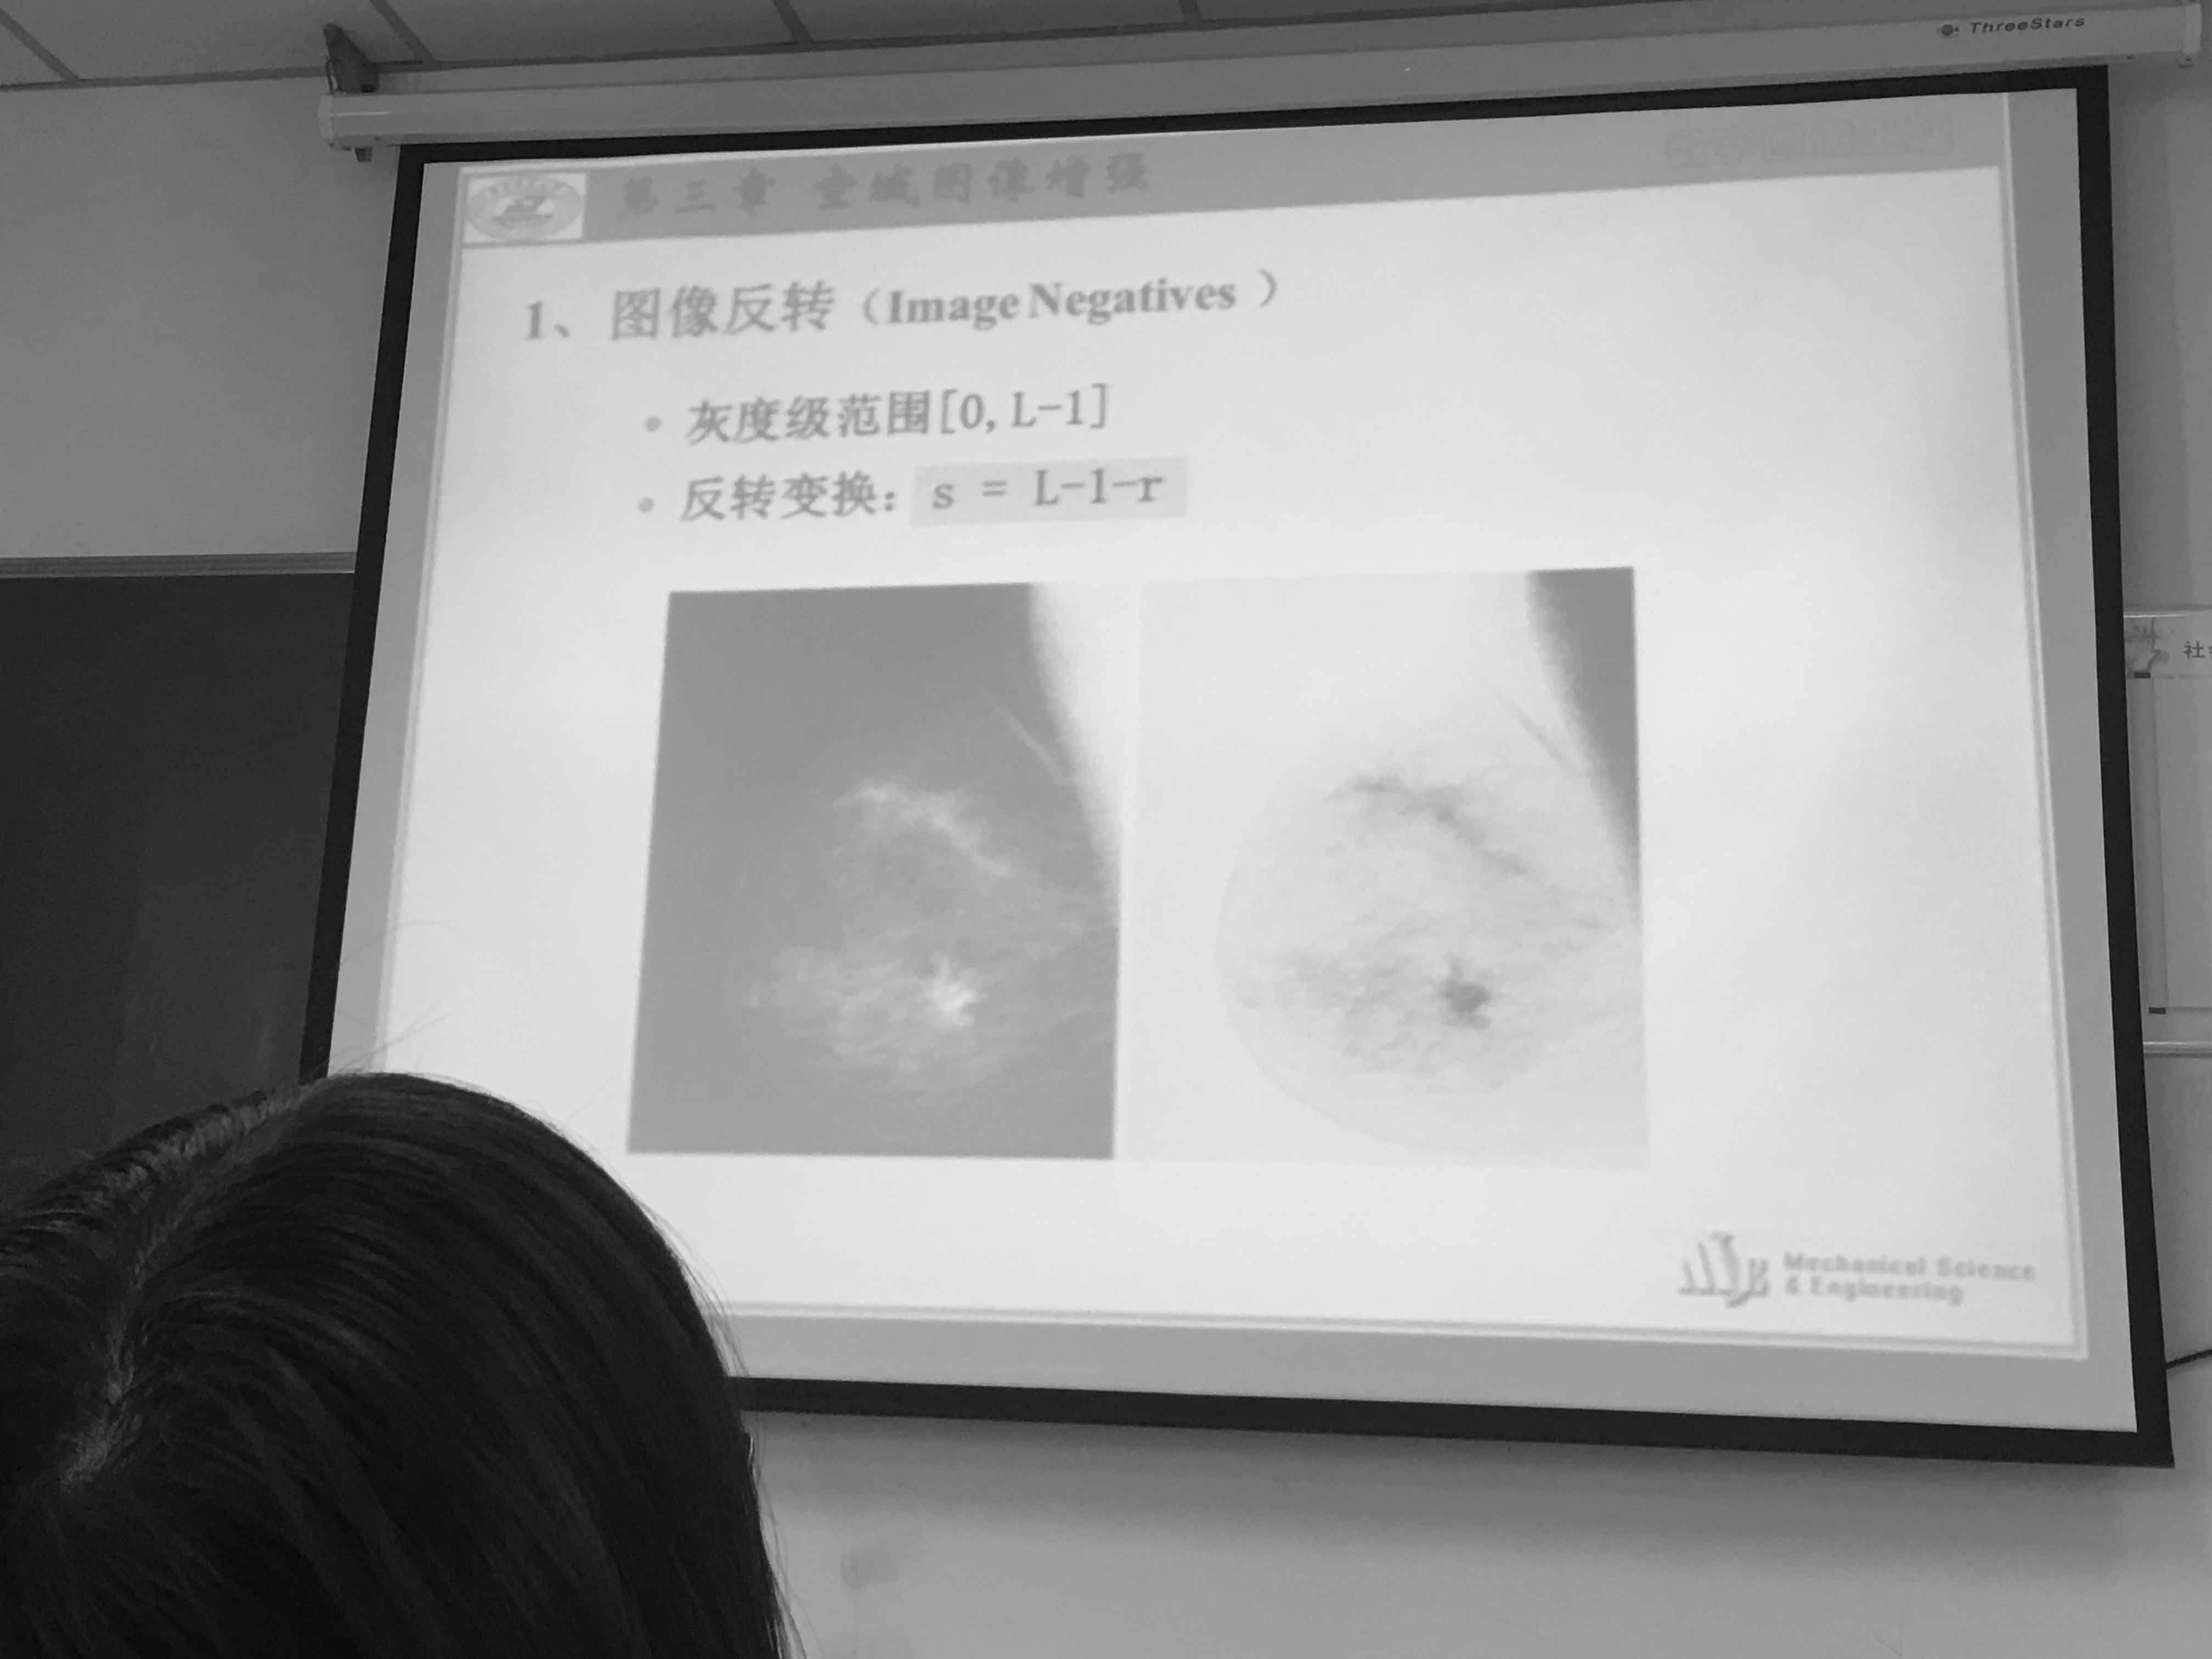 ThreeStars
第三章 空域图像增强
1、图像反转（Image Negatives）
• 灰度级范围[0, L-1]
• 反转变换： s = L-1-r
社
Mechanical Science
& Engineering